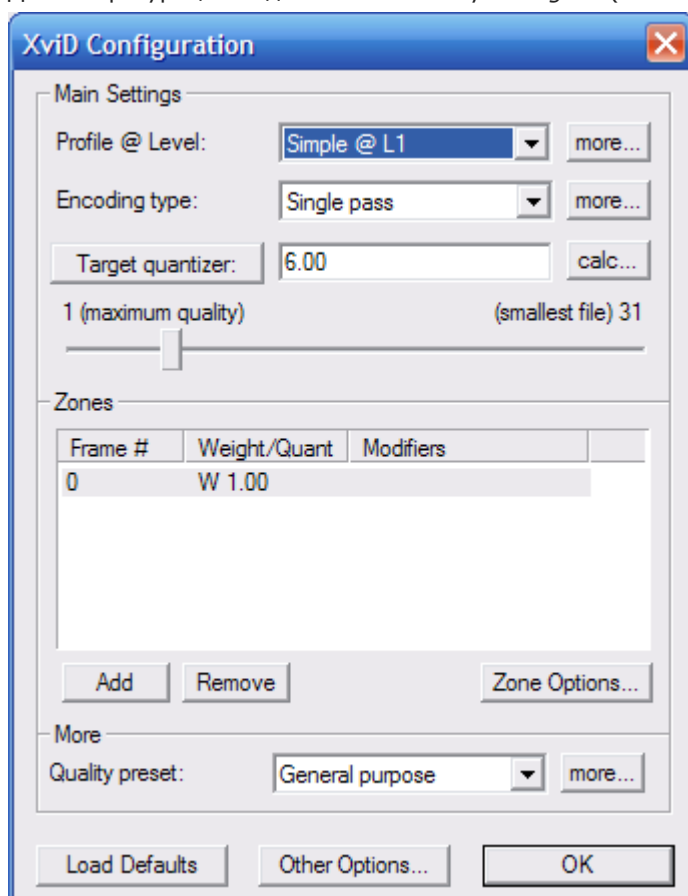 XviD Configuration
Main Settings
Profile @ Level: Simple @ L1 more...
Encoding type: Single pass more...
Target quantizer: 6.00 calc...
1 (maximum quality) (smallest file) 31
Zones
Frame # Weight/Quant Modifiers
0 W 1.00
Add Remove Zone Options...
More
Quality preset: General purpose more...
Load Defaults Other Options... OK